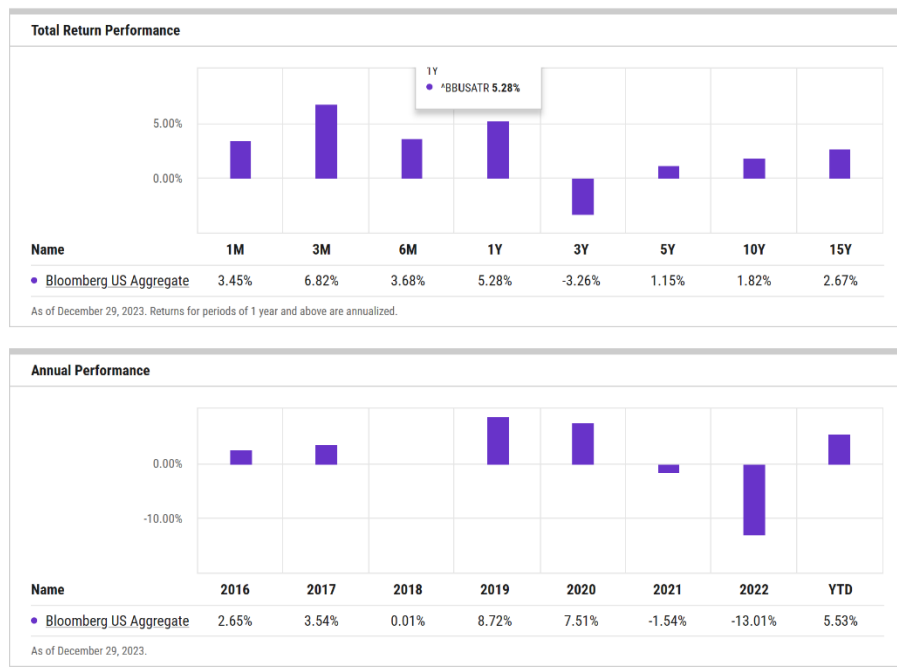 Total Return Performance
1Y
^BBUSATR 5.28%
5.00%
0.00%
Name 1M 3M 6M 1Y 3Y 5Y 10Y 15Y
Bloomberg US Aggregate 3.45% 6.82% 3.68% 5.28% -3.26% 1.15% 1.82% 2.67%
As of December 29, 2023. Returns for periods of 1 year and above are annualized.
Annual Performance
0.00%
-10.00%
Name 2016 2017 2018 2019 2020 2021 2022 YTD
Bloomberg US Aggregate 2.65% 3.54% 0.01% 8.72% 7.51% -1.54% -13.01% 5.53%
As of December 29, 2023.